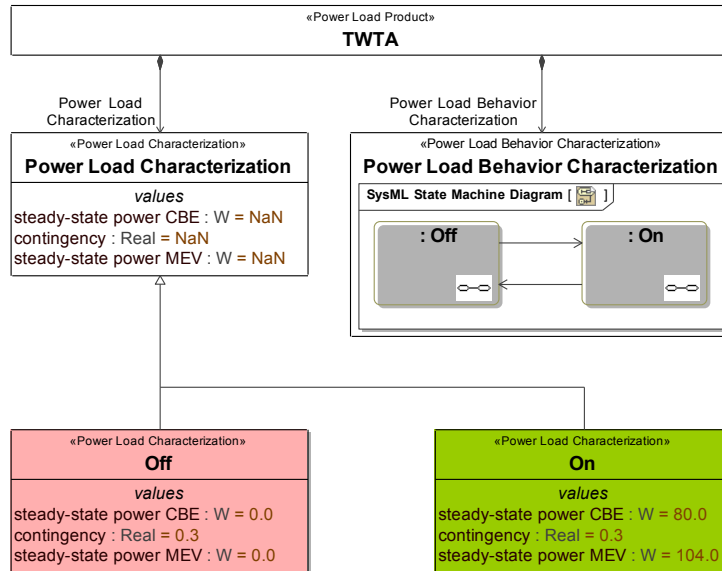 «Power Load Product»
TWTA
Power Load
Characterization
Power Load Behavior
Characterization
«Power Load Characterization»
Power Load Characterization
values
steady-state power CBE : W = NaN
contingency : Real = NaN
steady-state power MEV : W = NaN
«Power Load Behavior Characterization»
Power Load Behavior Characterization
SysML State Machine Diagram [ ]
: Off
: On
«Power Load Characterization»
Off
values
steady-state power CBE : W = 0.0
contingency : Real = 0.3
steady-state power MEV : W = 0.0
«Power Load Characterization»
On
values
steady-state power CBE : W = 80.0
contingency : Real = 0.3
steady-state power MEV : W = 104.0